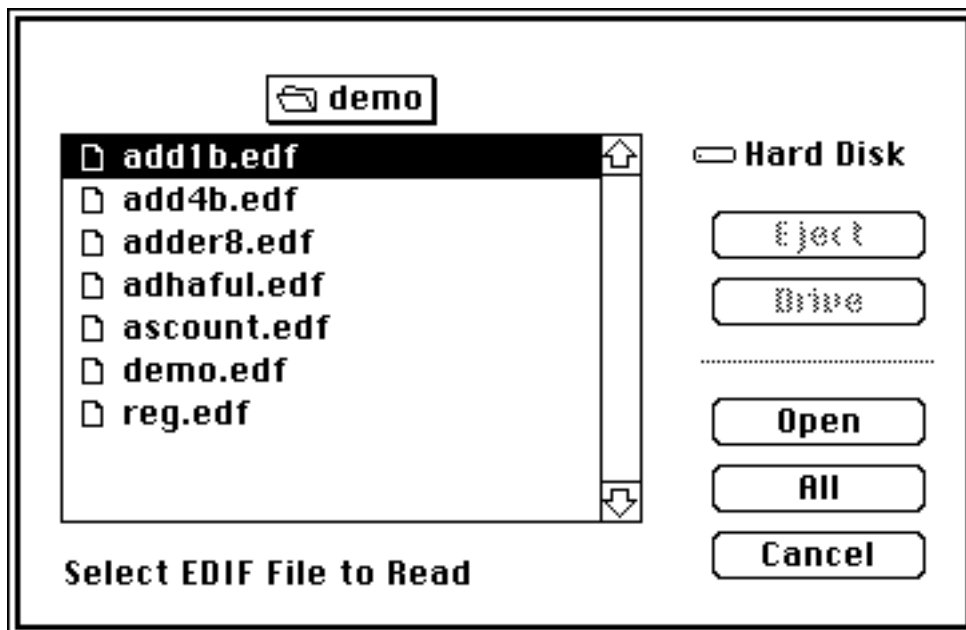 demo
add1b.edf
add4b.edf
adder8.edf
adhaful.edf
ascount.edf
demo.edf
reg.edf
Select EDIF File to Read
Hard Disk
Eject
Drive
Open
All
Cancel